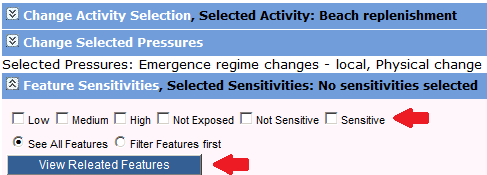 Change Activity Selection, Selected Activity: Beach replenishment
Change Selected Pressures
Selected Pressures: Emergence regime changes - local, Physical change
Feature Sensitivities, Selected Sensitivities: No sensitivities selected
Low Medium High Not Exposed Not Sensitive Sensitive
See All Features Filter Features first
View Releated Features